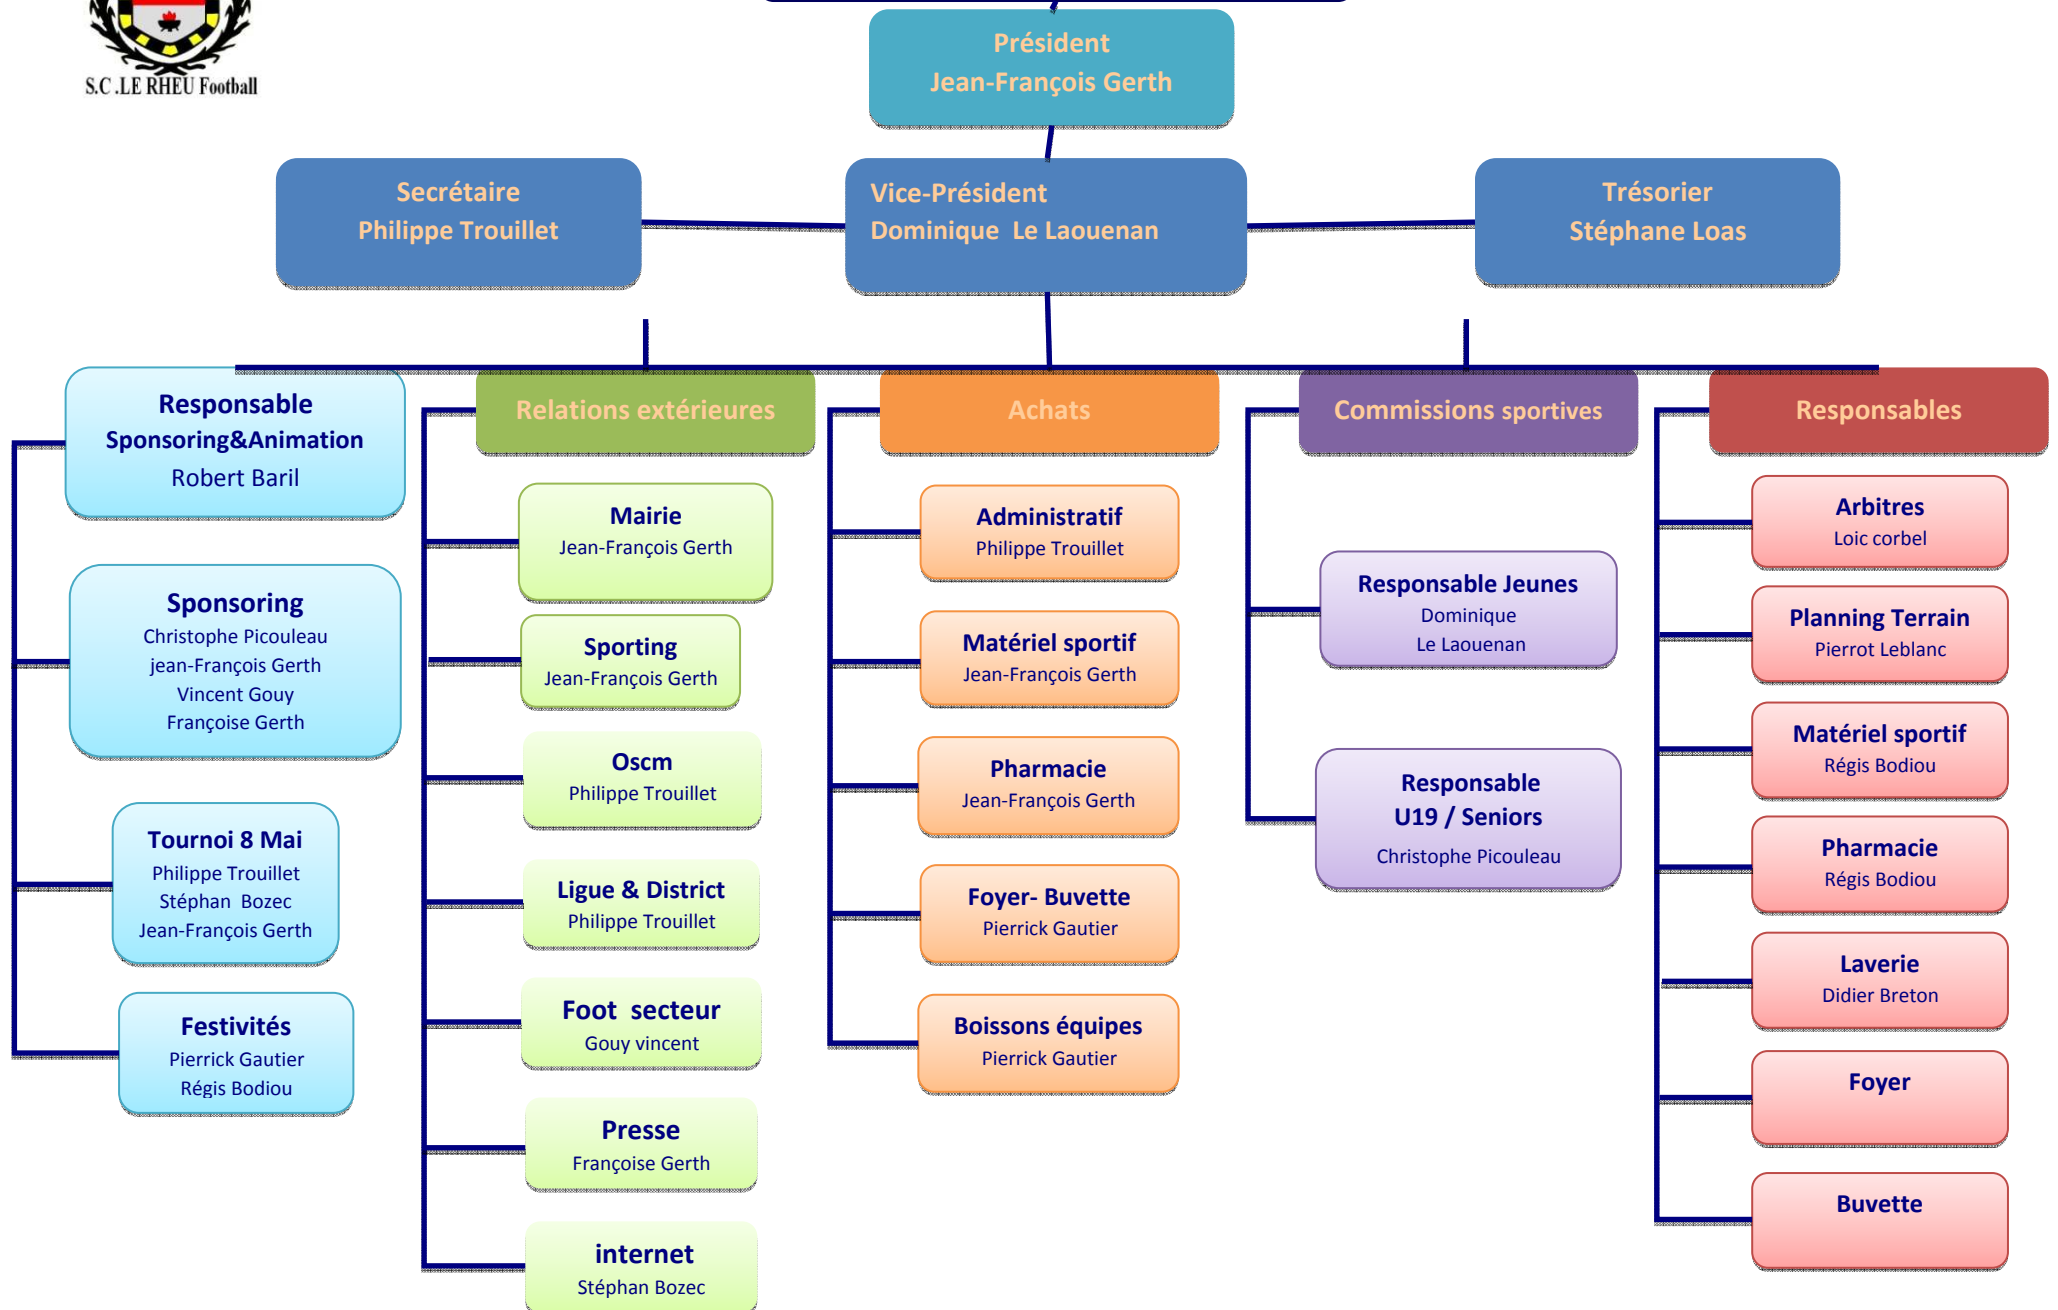 S.C .LE RHEU Football
Président
Jean-François Gerth
Secrétaire
Philippe Trouillet
Vice-Président
Dominique  Le Laouenan
Trésorier
Stéphane Loas
Responsable
Sponsoring&Animation
Robert Baril
Sponsoring
Christophe Picouleau
jean-François Gerth
Vincent Gouy
Françoise Gerth
Tournoi 8 Mai
Philippe Trouillet
Stéphan  Bozec
Jean-François Gerth
Festivités
Pierrick Gautier
Régis Bodiou
Relations extérieures
Mairie
Jean-François Gerth
Sporting
Jean-François Gerth
Oscm
Philippe Trouillet
Ligue & District
Philippe Trouillet
Foot  secteur
Gouy vincent
Presse
Françoise Gerth
internet
Stéphan Bozec
Achats
Administratif
Philippe Trouillet
Matériel sportif
Jean-François Gerth
Pharmacie
Jean-François Gerth
Foyer- Buvette
Pierrick Gautier
Boissons équipes
Pierrick Gautier
Commissions sportives
Responsable Jeunes
Dominique
Le Laouenan
Responsable
U19 / Seniors
Christophe Picouleau
Responsables
Arbitres
Loic corbel
Planning Terrain
Pierrot Leblanc
Matériel sportif
Régis Bodiou
Pharmacie
Régis Bodiou
Laverie
Didier Breton
Foyer
Buvette